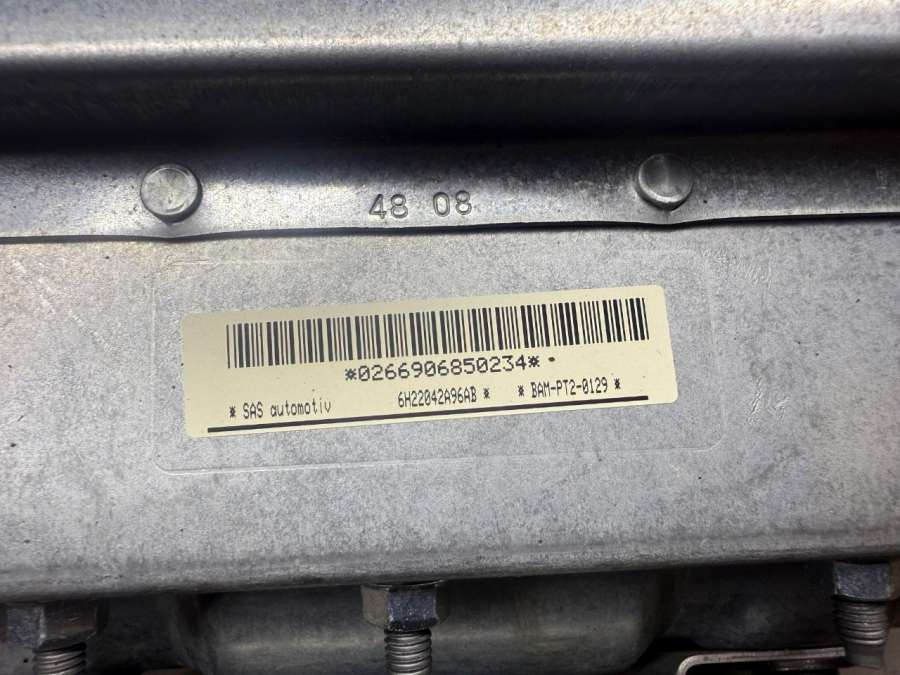 48 08
*0266906850234*
* SAS automotiv 6H22042A96AB * * BAM-PT2-0129 *